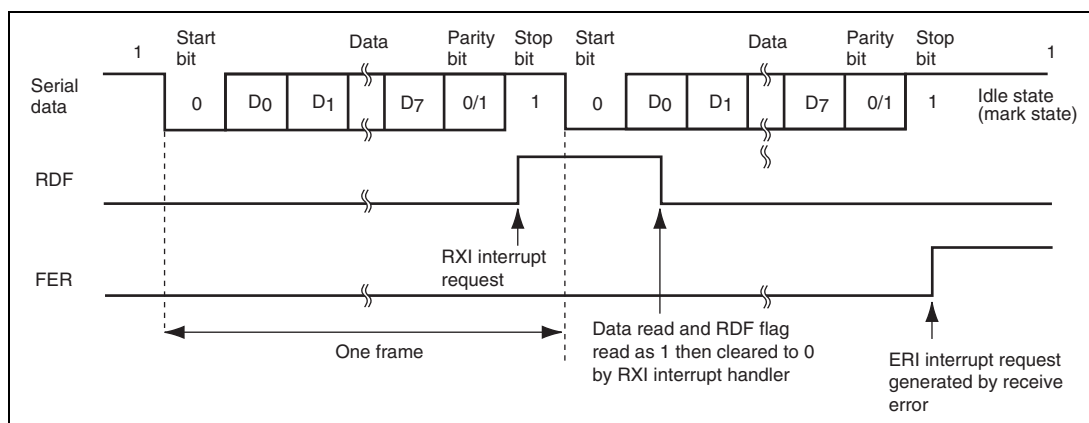 1 Start bit Data Parity bit Stop bit Start bit Data Parity bit Stop bit 1
Serial data
0 D0 D1 D7 0/1 1 0 D0 D1 D7 0/1 1
Idle state (mark state)
RDF
RXI interrupt
request
FER
One frame
Data read and RDF flag
read as 1 then cleared to 0
by RXI interrupt handler
ERI interrupt request
generated by receive
error